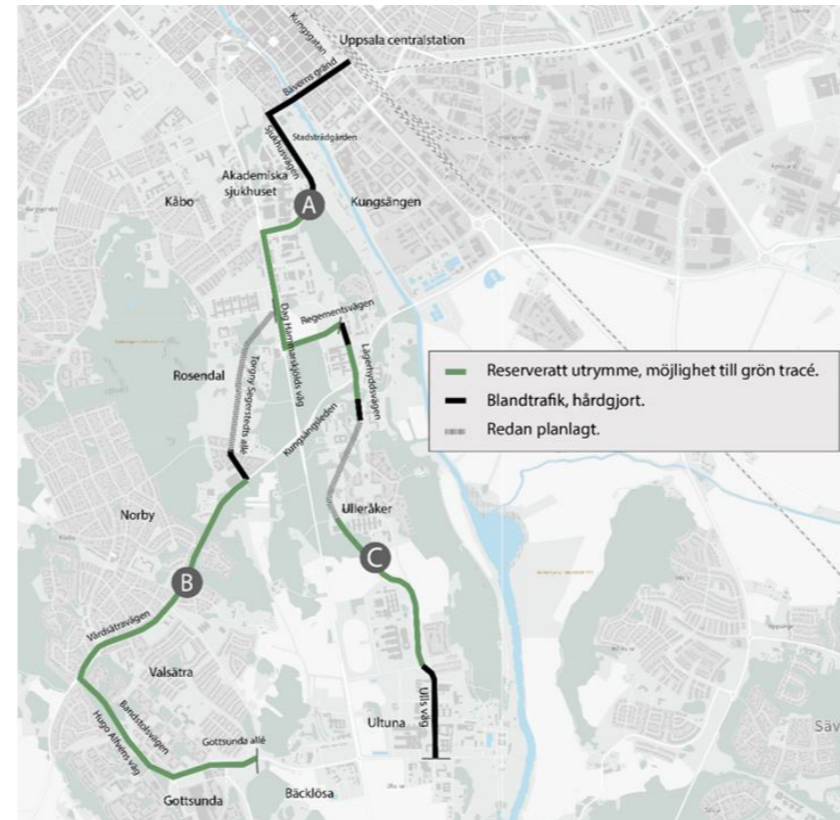 Kungsgatan
Uppsala centralstation
Bäverns gränd
Sjukhusvägen
Stadsträdgården
Akademiska
sjukhuset
A
Kåbo
Kungsängen
Dag Hammarskjölds väg
Regementsvägen
Lägerhyddsvägen
Rosendal
Torgny Segerstedts allé
Kungsängsleden
Reserveratt utrymme, möjlighet till grön tracé.
Blandtrafik, hårdgjort.
Redan planlagt.
Norby
Ulleråker
C
B
Vårdsätravägen
Valsätra
Bandstolsvägen
Hugo Alfvéns väg
Gottsunda allé
Ultuna
Ulls väg
Säv
Gottsunda
Bäcklösa